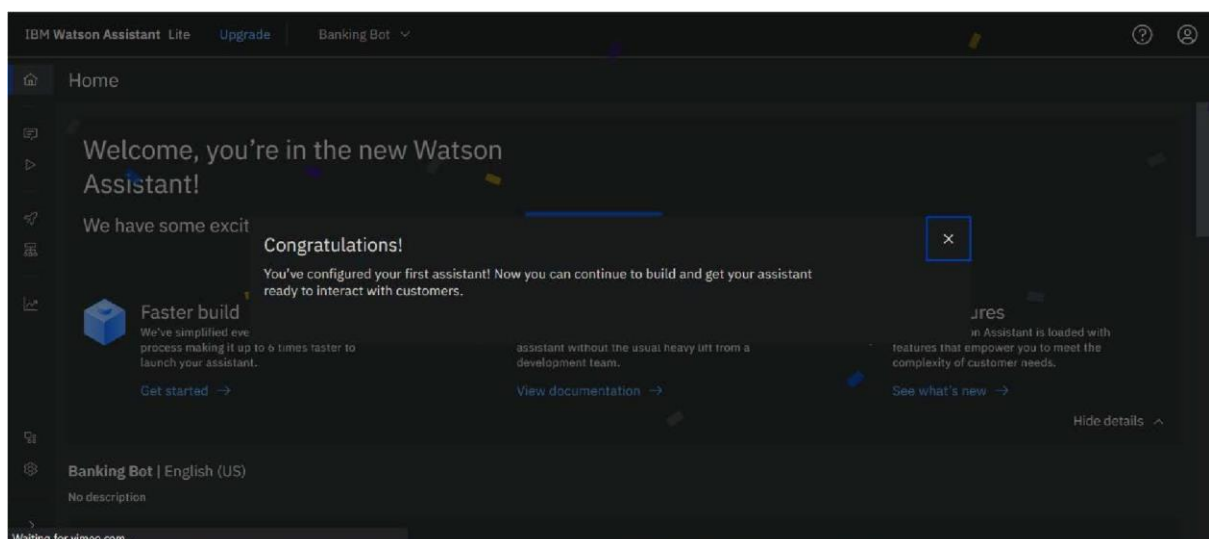 IBM Watson Assistant Lite Upgrade Banking Bot
Home
Welcome, you're in the new Watson
Assistant!
We have some excit
Congratulations!
You've configured your first assistant! Now you can continue to build and get your assistant
ready to interact with customers.
Faster build
We've simplified eve
process making it up to 6 times faster to
launch your assistant.
Get started →
assistant without the usual heavy lift from a
development team.
View documentation →
ures
on Assistant is loaded with
features that empower you to meet the
complexity of customer needs.
See what's new →
Hide details
Banking Bot | English (US)
No description
Waiting for vimeo.com